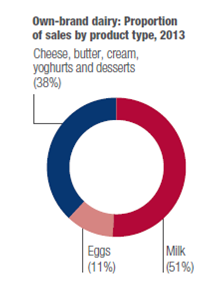 Own-brand dairy: Proportion
of sales by product type, 2013
Cheese, butter, cream,
yoghurts and desserts
(38%)
Eggs
(11%)
Milk
(51%)